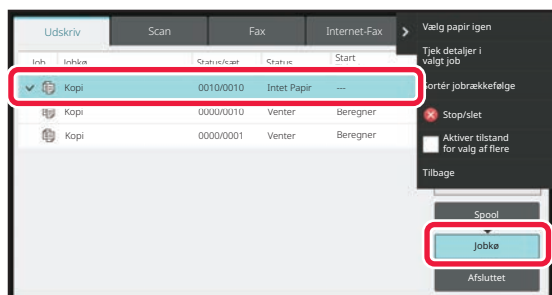 Udskriv Scan Fax Internet-Fax
Job Jobkø Status/sæt Status Start
Kopi 0010/0010 Intet Papir ---
Kopi 0000/0010 Venter Beregner
Kopi 0000/0001 Venter Beregner
Vælg papir igen
Tjek detaljer i
valgt job
Sortér jobrækkefølge
Stop/slet
Aktiver tilstand
for valg af flere
Tilbage
Spool
Jobkø
Afsluttet